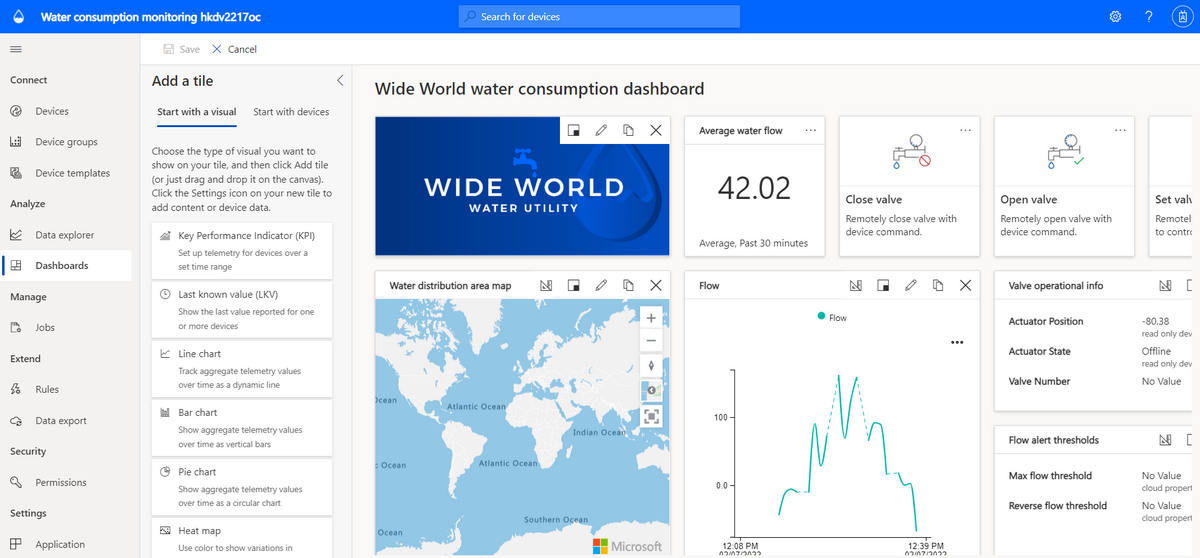 Water consumption monitoring hkdv2217oc
Search for devices
?
Save
Cancel
Connect
Devices
Device groups
Device templates
Analyze
Data explorer
Dashboards
Manage
Jobs
Extend
Rules
Data export
Security
Permissions
Settings
Application
Add a tile
Start with a visual
Start with devices
Choose the type of visual you want to
show on your tile, and then click Add tile
(or just drag and drop it on the canvas).
Click the Settings icon on your new tile to
add content or device data.
Key Performance Indicator (KPI)
Set up telemetry for devices over a
set time range
Last known value (LKV)
Show the last value reported for one
or more devices
Line chart
Track aggregate telemetry values
over time as a dynamic line
Bar chart
Show aggregate telemetry values
over time as vertical bars
Pie chart
Show aggregate telemetry values
over time as a circular chart
Heat map
Use color to show variations in
Wide World water consumption dashboard
WIDE WORLD
WATER UTILITY
Average water flow
42.02
Average, Past 30 minutes
Close valve
Remotely close valve with
device command.
Open valve
Remotely open valve with
device command.
Set valv
Remotel
to contro
Water distribution area map
Ocean
Atlantic Ocean
Indian Ocean
Ocean
Atlantic Ocean
Southern Ocean
Ocean
Microsoft
Flow
Flow
100
0.0
12:08 PM
02/07/2022
12:39 PM
02/07/2022
Valve operational info
Actuator Position
-80.38
read only dev
Actuator State
Offline
read only dev
Valve Number
No Value
Flow alert thresholds
Max flow threshold
No Value
cloud propert
Reverse flow threshold
No Value
cloud propert